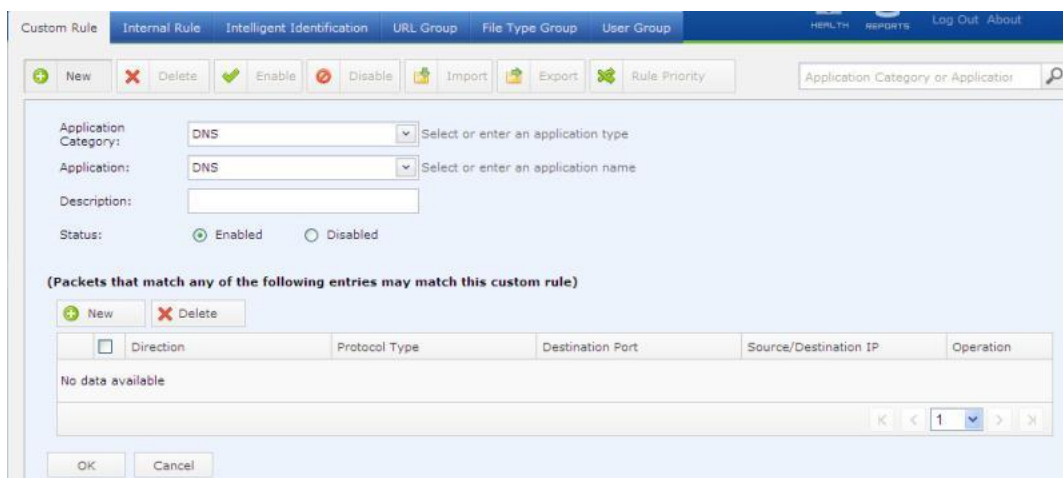 Custom Rule Internal Rule Intelligent Identification URL Group File Type Group User Group HEALTH REPORTS Log Out About
New Delete Enable Disable Import Export Rule Priority Application Category or Application
Application Category: DNS Select or enter an application type
Application: DNS Select or enter an application name
Description:
Status: Enabled Disabled
(Packets that match any of the following entries may match this custom rule)
New Delete
Direction Protocol Type Destination Port Source/Destination IP Operation
No data available
1
OK Cancel